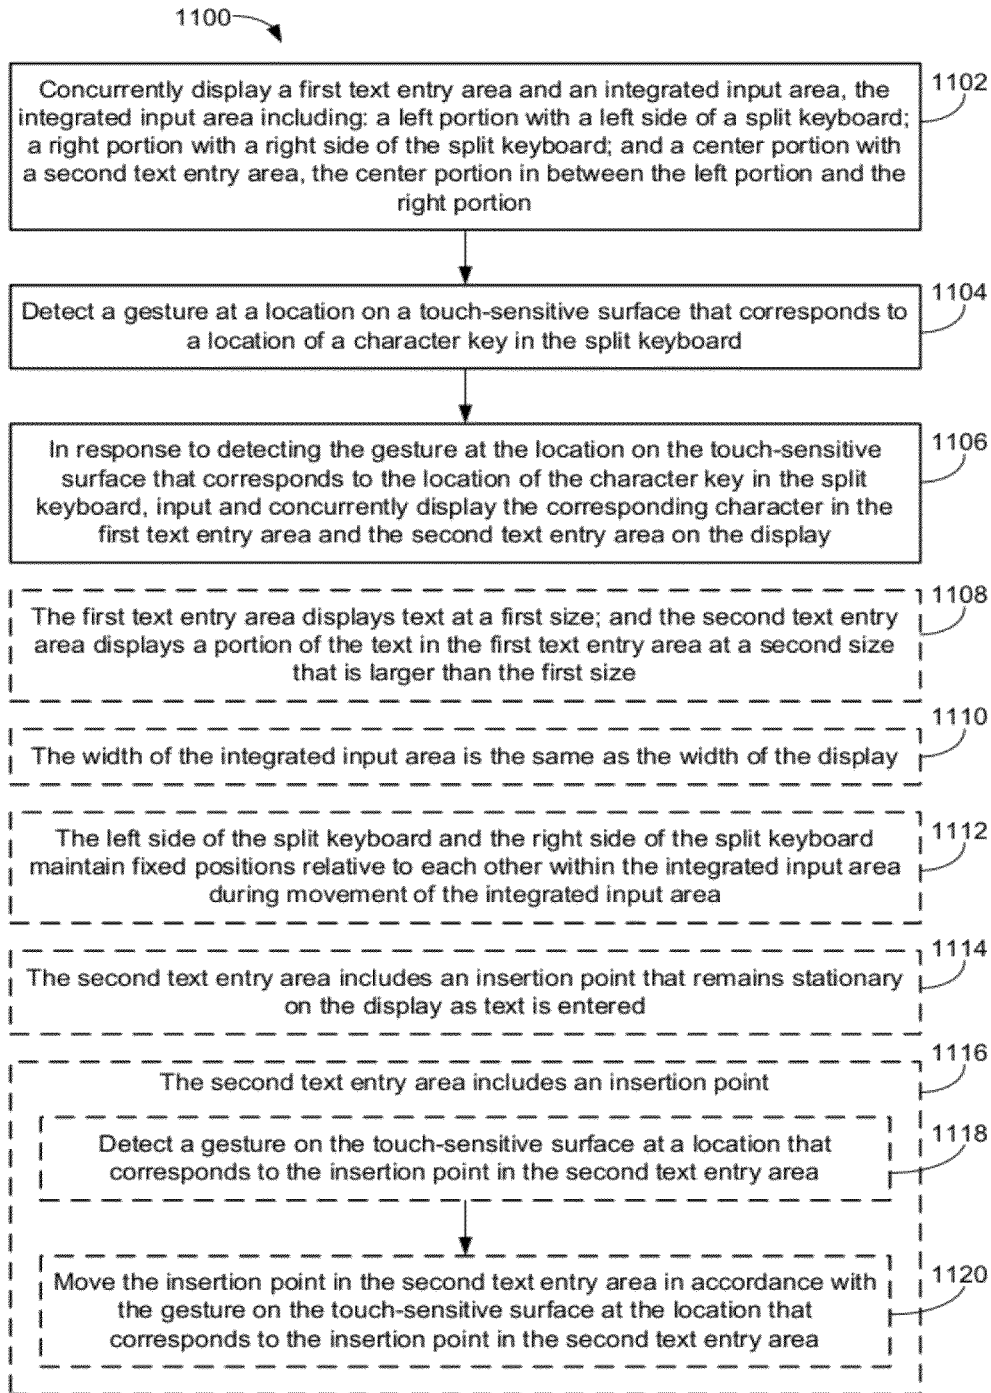 1100
Concurrently display a first text entry area and an integrated input area, the
integrated input area including: a left portion with a left side of a split keyboard;
a right portion with a right side of the split keyboard; and a center portion with
a second text entry area, the center portion in between the left portion and the
right portion
1102
Detect a gesture at a location on a touch-sensitive surface that corresponds to
a location of a character key in the split keyboard
1104
In response to detecting the gesture at the location on the touch-sensitive
surface that corresponds to the location of the character key in the split
keyboard, input and concurrently display the corresponding character in the
first text entry area and the second text entry area on the display
1106
The first text entry area displays text at a first size; and the second text entry
area displays a portion of the text in the first text entry area at a second size
that is larger than the first size
1108
The width of the integrated input area is the same as the width of the display
1110
The left side of the split keyboard and the right side of the split keyboard
maintain fixed positions relative to each other within the integrated input area
during movement of the integrated input area
1112
The second text entry area includes an insertion point that remains stationary
on the display as text is entered
1114
The second text entry area includes an insertion point
1116
Detect a gesture on the touch-sensitive surface at a location that
corresponds to the insertion point in the second text entry area
1118
Move the insertion point in the second text entry area in accordance with
the gesture on the touch-sensitive surface at the location that
corresponds to the insertion point in the second text entry area
1120